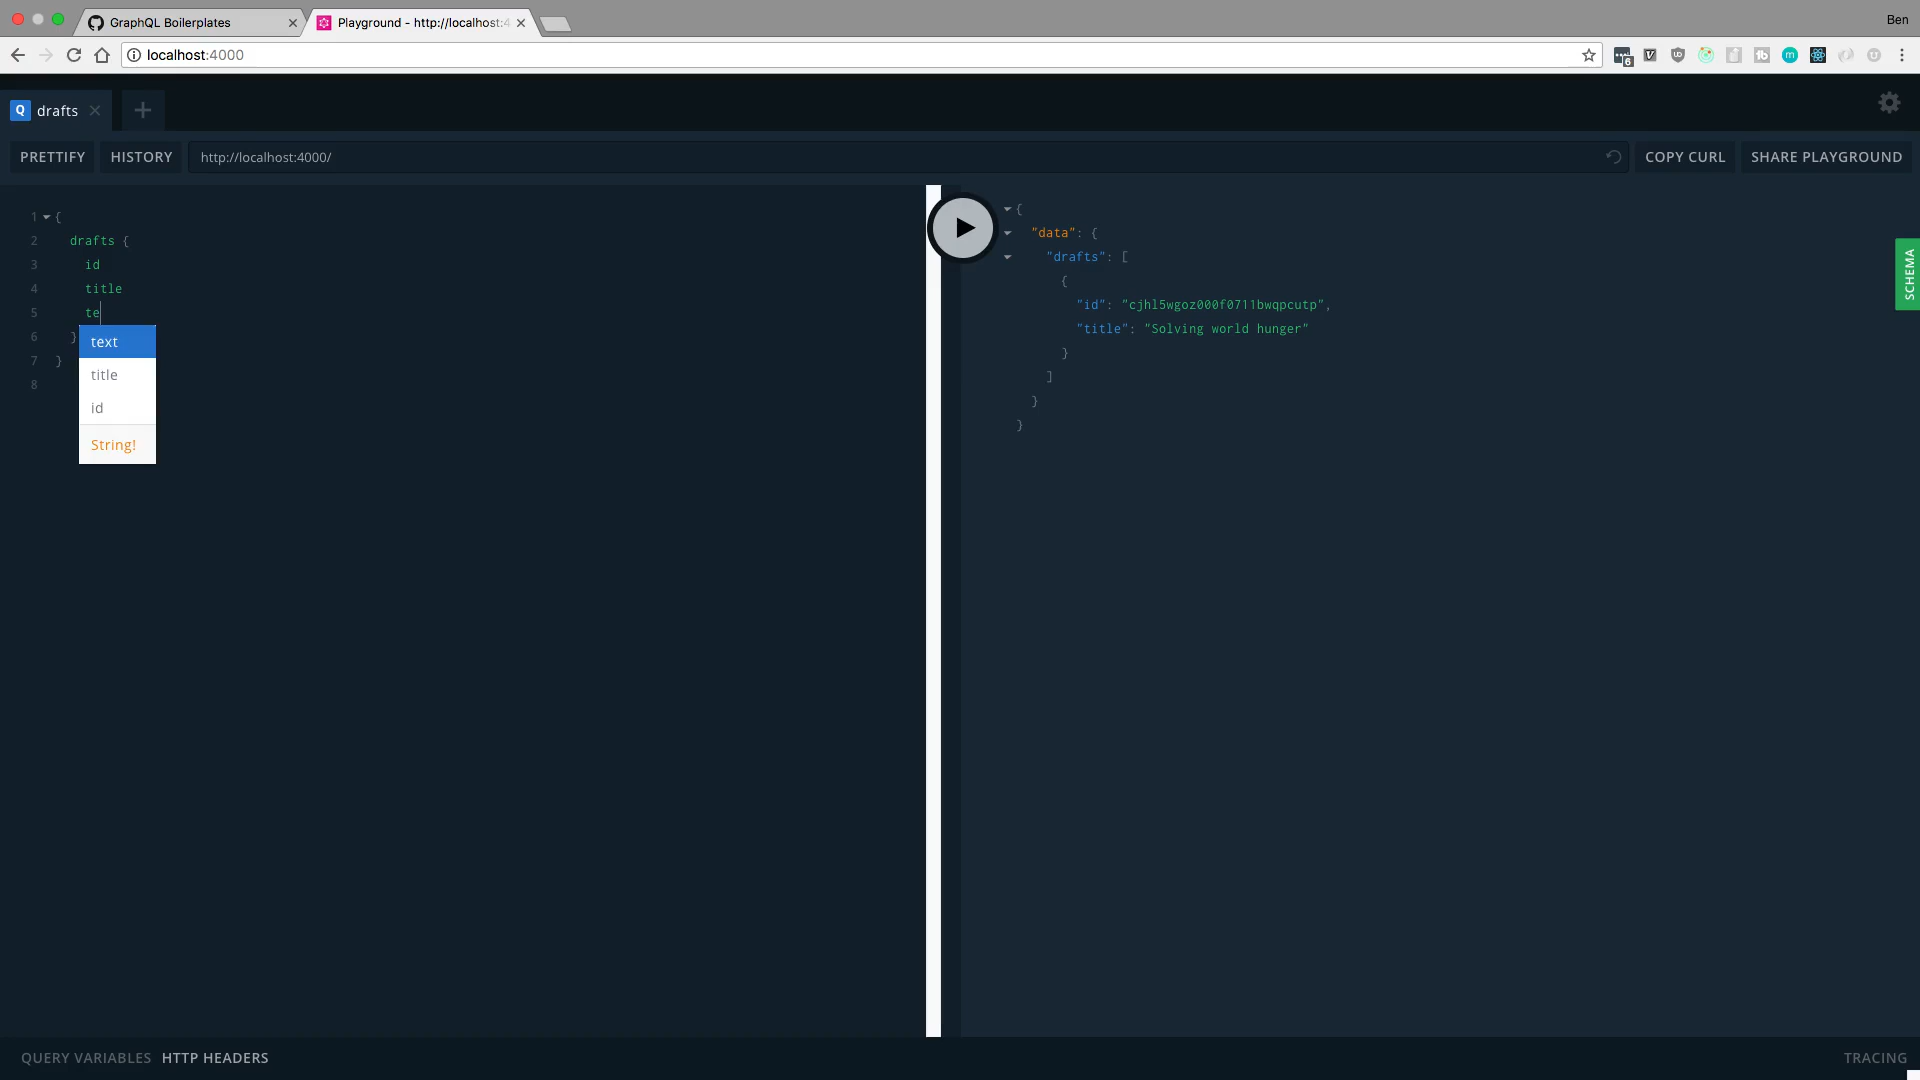 GraphQL Boilerplates
Playground - http://localhost:4
Ben
localhost:4000
6
Q drafts
PRETTIFY HISTORY http://localhost:4000/ COPY CURL SHARE PLAYGROUND
1 {
2 drafts {
3 id
4 title
5 te
6 }
7 }
8
text
title
id
String!
{
"data": {
"drafts": [
{
"id": "cjhl5wgoz000f0711bwqpcutp",
"title": "Solving world hunger"
}
]
}
}
SCHEMA
QUERY VARIABLES HTTP HEADERS
TRACING